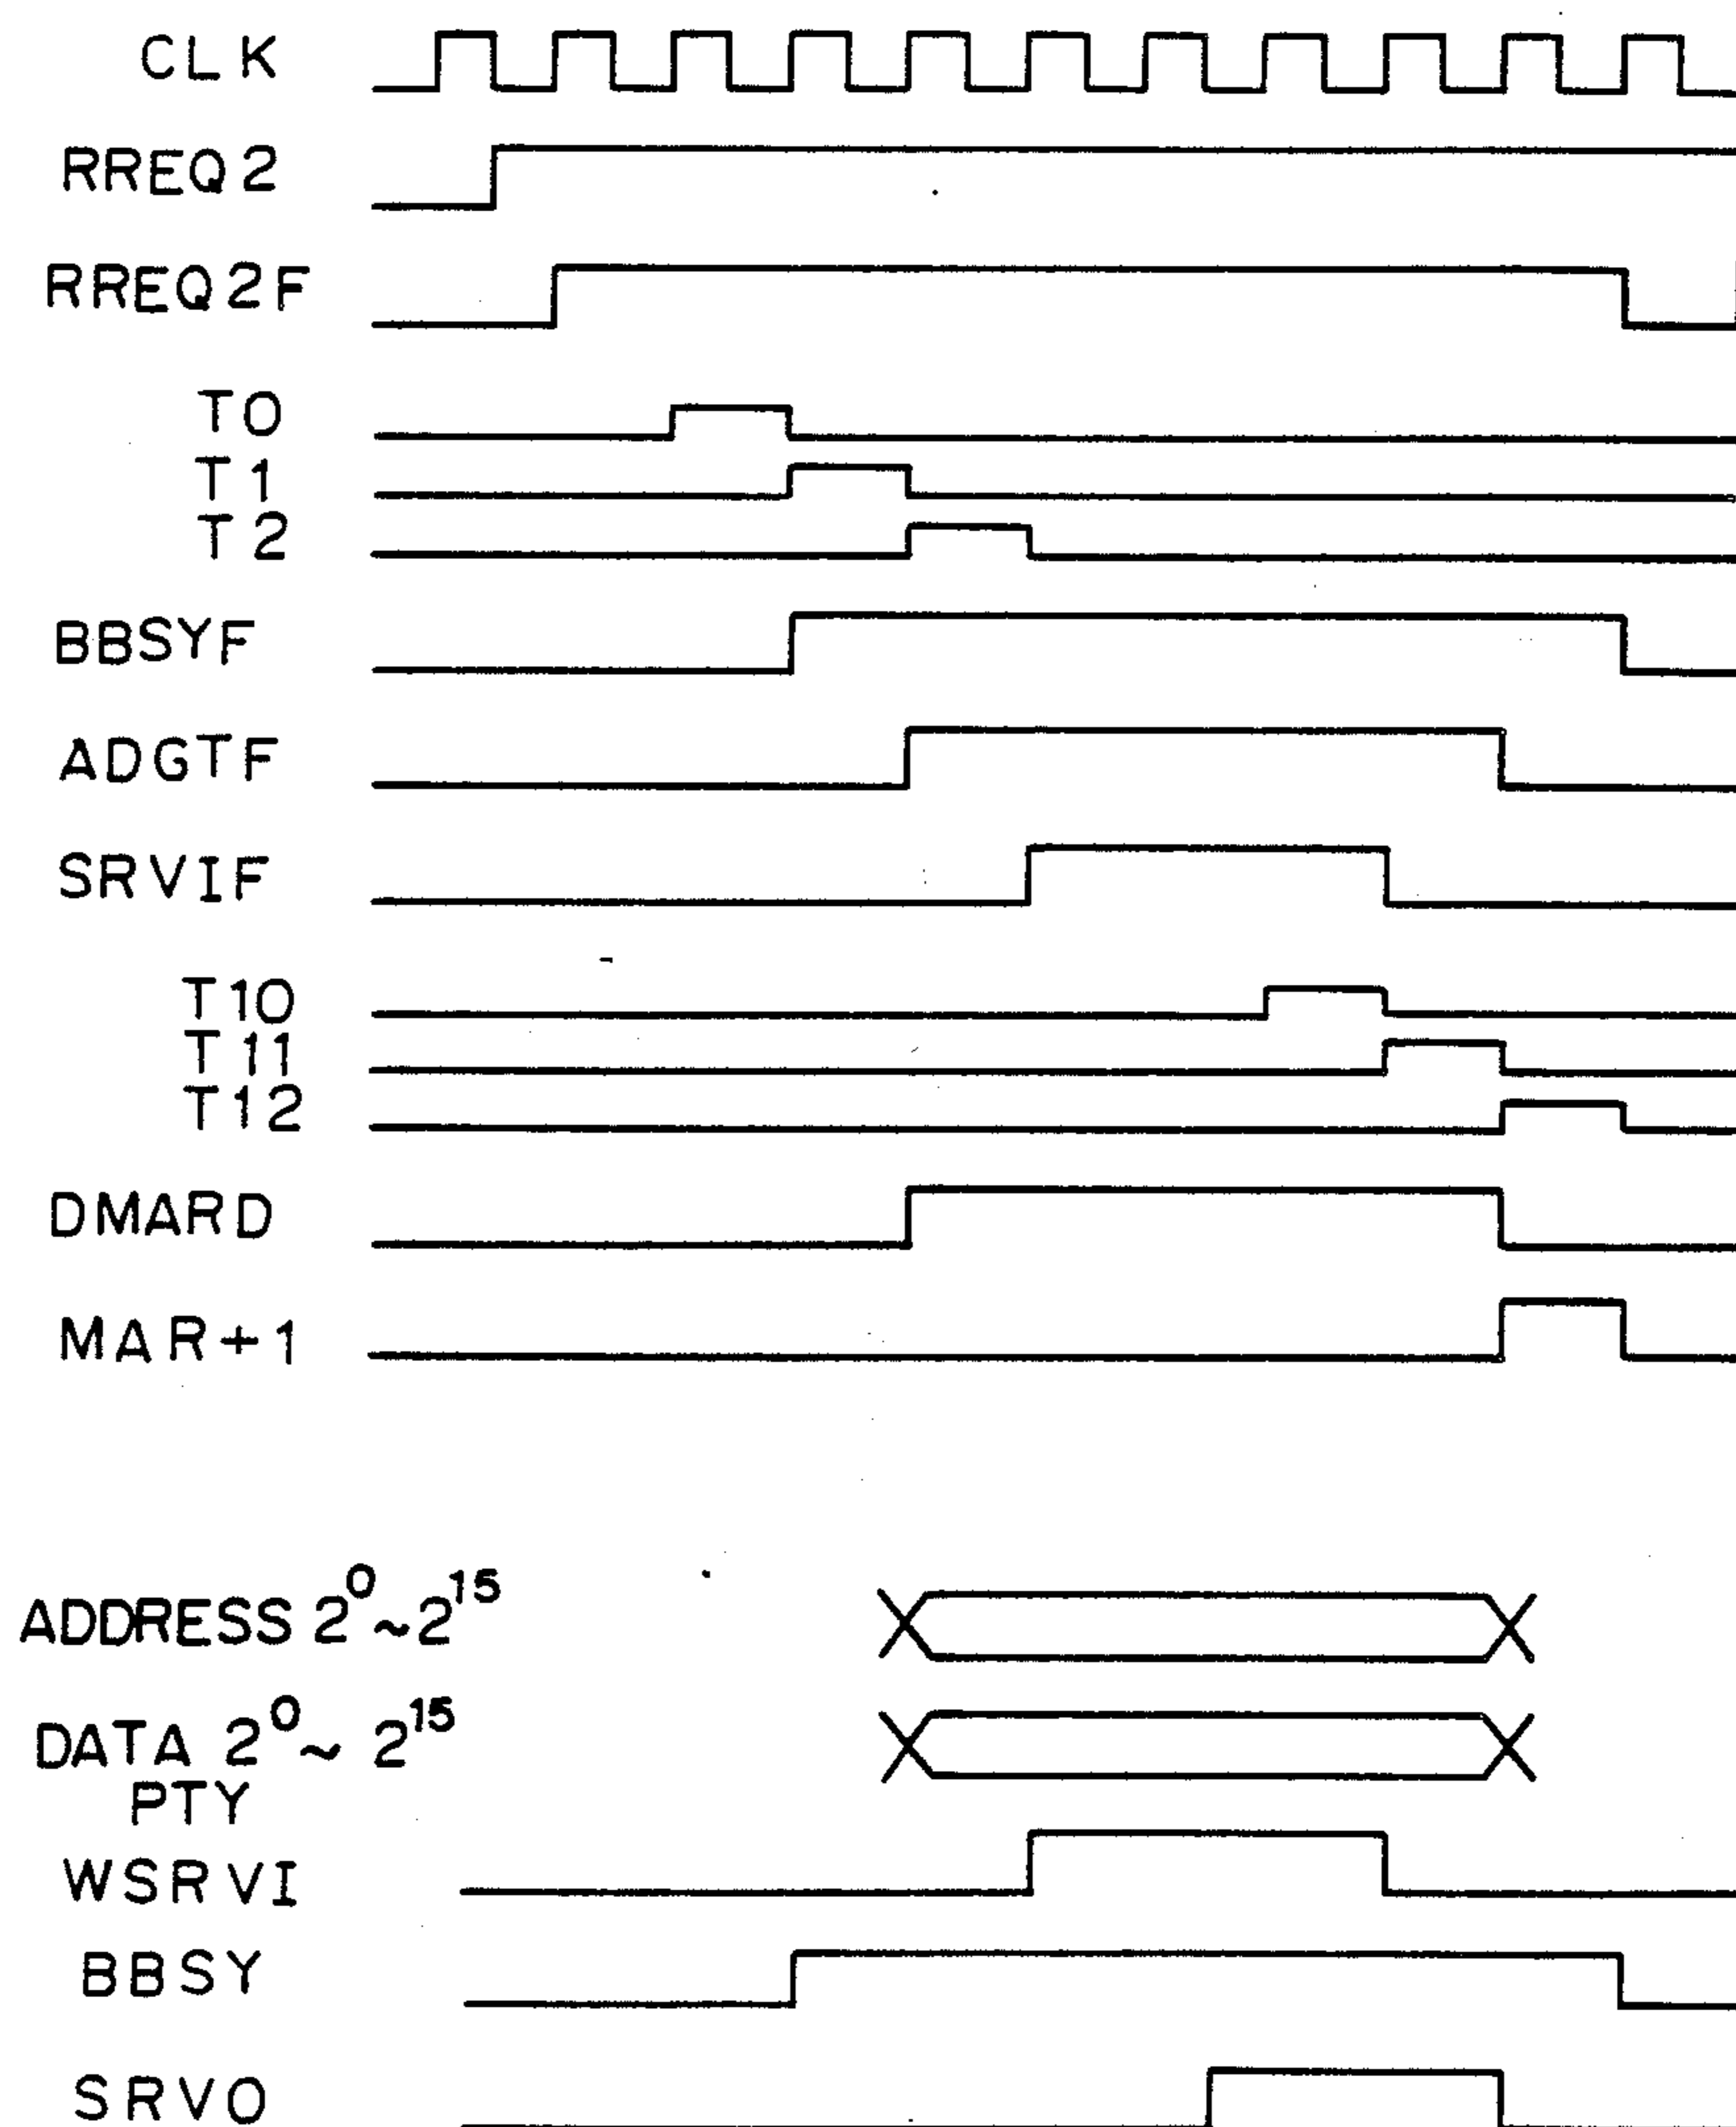 CLK
RREQ2
RREQ2F
T0
T1
T2
BBSYF
ADGTF
SRVIF
T10
T11
T12
DMARD
MAR+1
ADDRESS 2⁰~2¹⁵
DATA 2⁰~ 2¹⁵
PTY
WSRVI
BBSY
SRVO